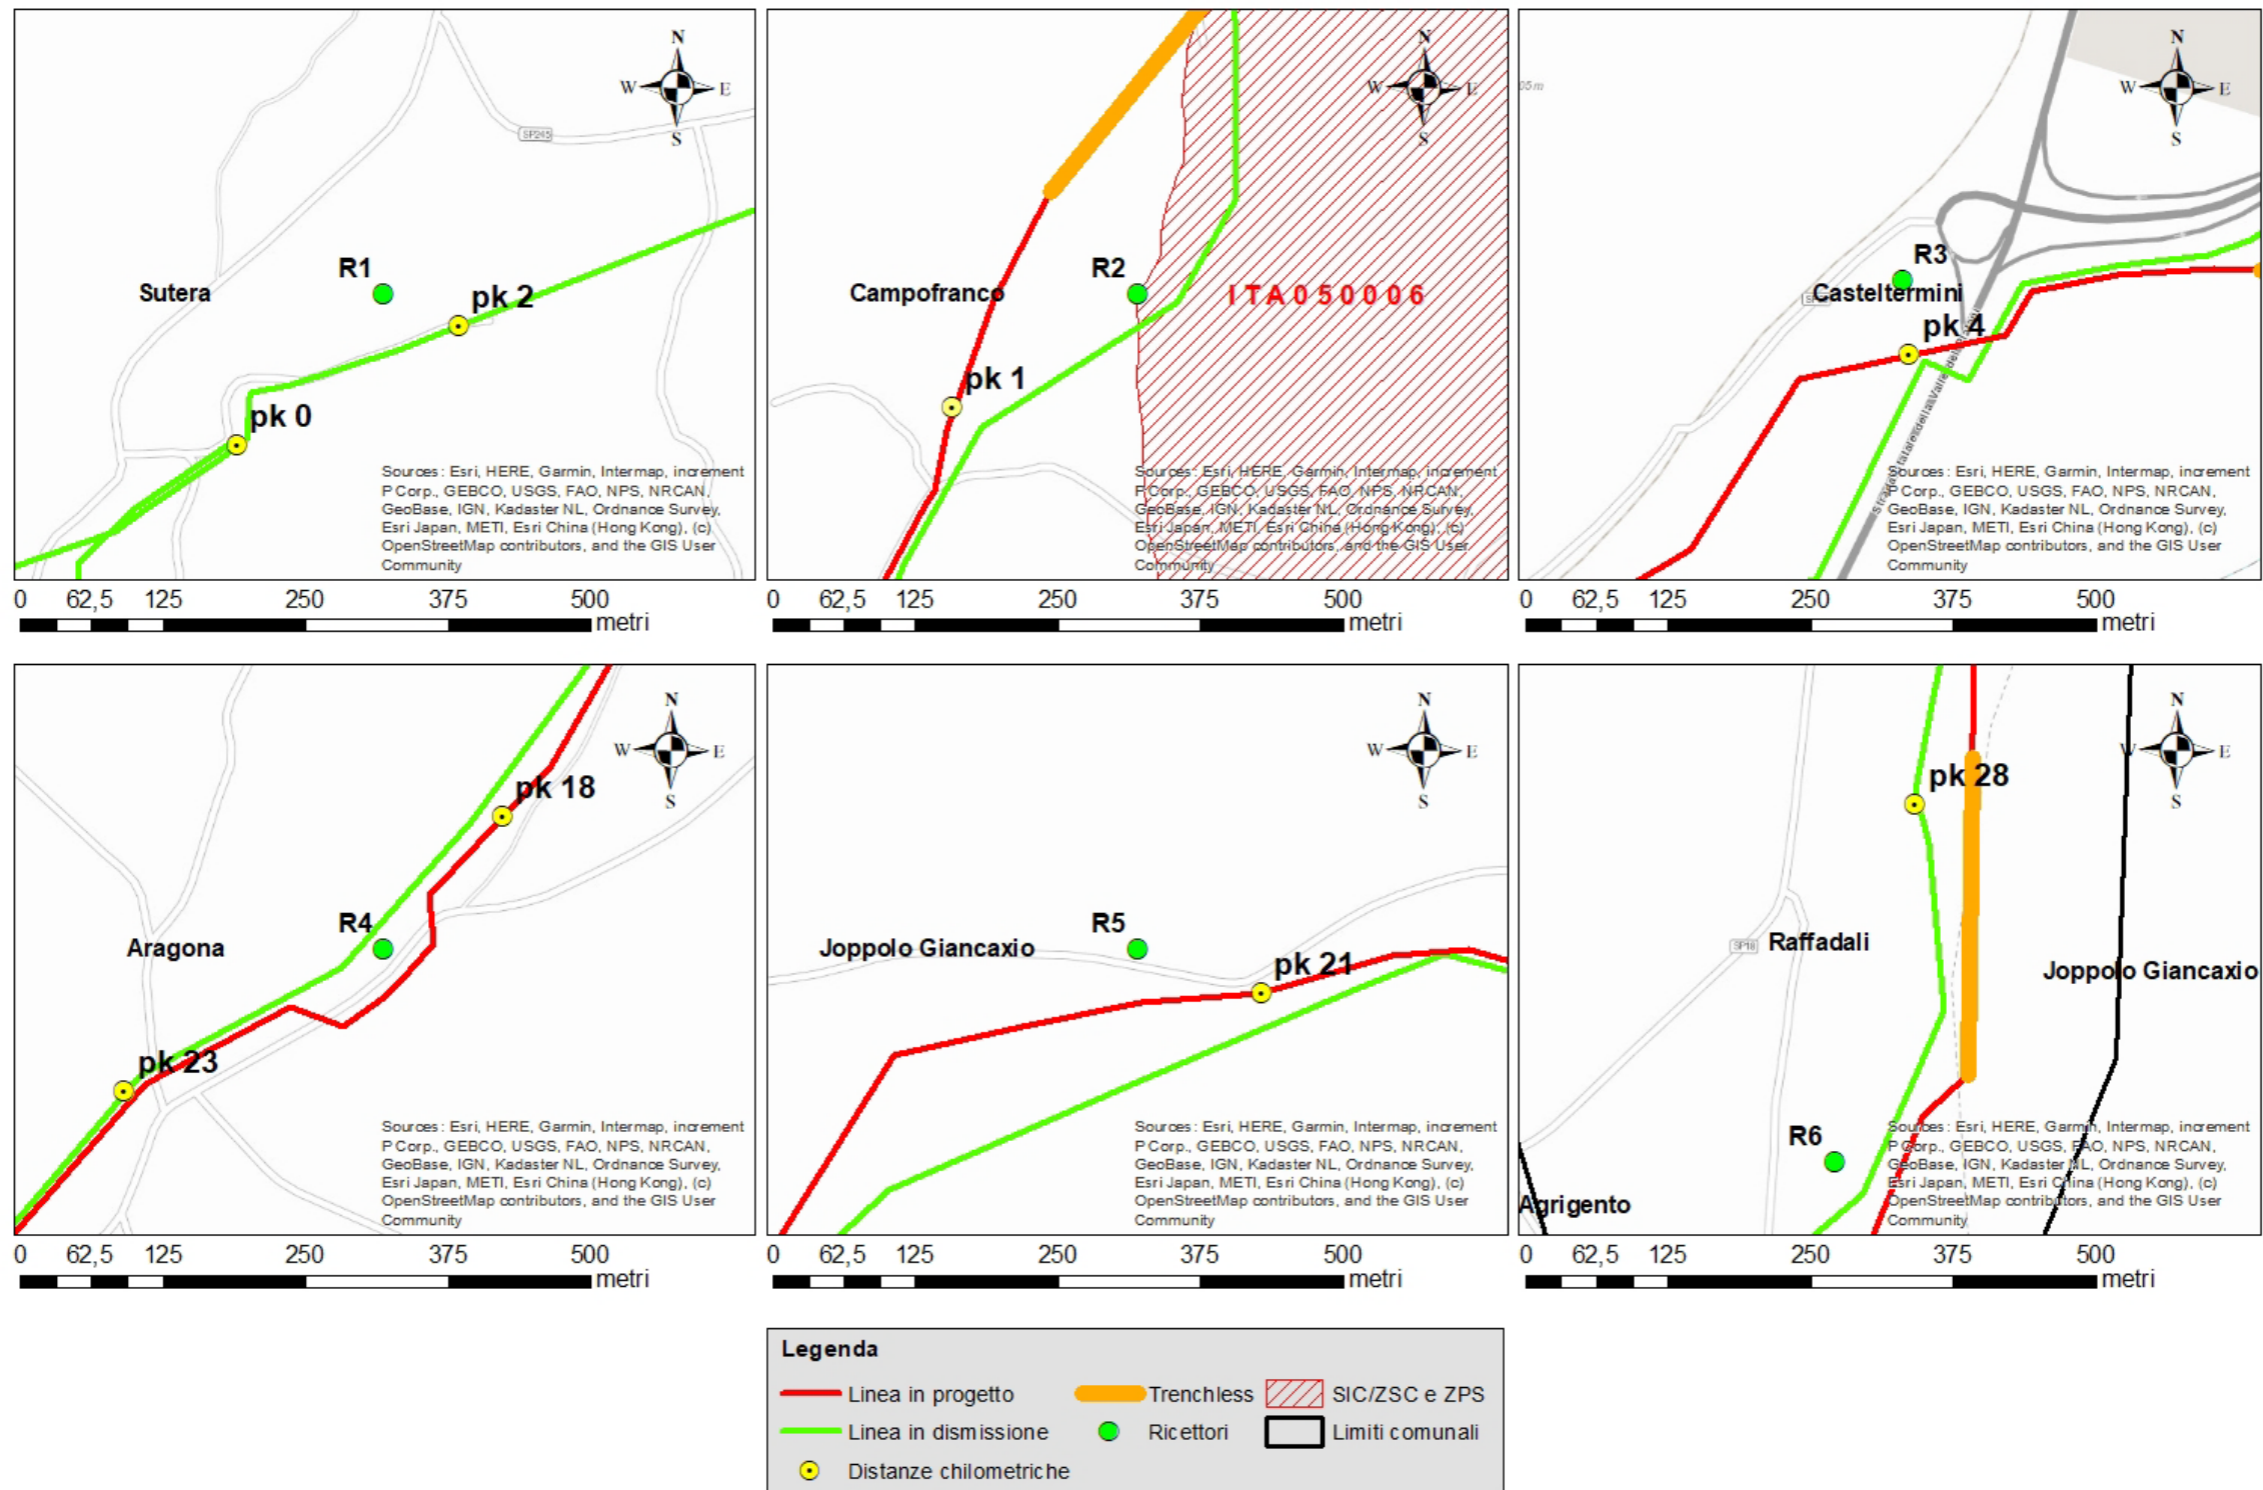 N
W E
S
SP245
R1
Sutera
pk 2
pk 0
Sources: Esri, HERE, Garmin, Intermap, increment
P Corp., GEBCO, USGS, FAO, NPS, NRCAN,
GeoBase, IGN, Kadaster NL, Ordnance Survey,
Esri Japan, METI, Esri China (Hong Kong), (c)
OpenStreetMap contributors, and the GIS User
Community
0 62,5 125 250 375 500
metri
N
W E
S
R2
Campofranco
ITA050006
pk 1
Sources: Esri, HERE, Garmin, Intermap, increment
P Corp., GEBCO, USGS, FAO, NPS, NRCAN,
GeoBase, IGN, Kadaster NL, Ordnance Survey,
Esri Japan, METI, Esri China (Hong Kong), (c)
OpenStreetMap contributors, and the GIS User
Community
0 62,5 125 250 375 500
metri
N
W E
S
05 m
R3
Casteltermini
pk 4
Sources: Esri, HERE, Garmin, Intermap, increment
P Corp., GEBCO, USGS, FAO, NPS, NRCAN,
GeoBase, IGN, Kadaster NL, Ordnance Survey,
Esri Japan, METI, Esri China (Hong Kong), (c)
OpenStreetMap contributors, and the GIS User
Community
0 62,5 125 250 375 500
metri
N
W E
S
pk 18
R4
Aragona
pk 23
Sources: Esri, HERE, Garmin, Intermap, increment
P Corp., GEBCO, USGS, FAO, NPS, NRCAN,
GeoBase, IGN, Kadaster NL, Ordnance Survey,
Esri Japan, METI, Esri China (Hong Kong), (c)
OpenStreetMap contributors, and the GIS User
Community
0 62,5 125 250 375 500
metri
N
W E
S
R5
Joppolo Giancaxio
pk 21
Sources: Esri, HERE, Garmin, Intermap, increment
P Corp., GEBCO, USGS, FAO, NPS, NRCAN,
GeoBase, IGN, Kadaster NL, Ordnance Survey,
Esri Japan, METI, Esri China (Hong Kong), (c)
OpenStreetMap contributors, and the GIS User
Community
0 62,5 125 250 375 500
metri
N
W E
S
pk 28
SP18
Raffadali
Joppolo Giancaxio
R6
Agrigento
Sources: Esri, HERE, Garmin, Intermap, increment
P Corp., GEBCO, USGS, FAO, NPS, NRCAN,
GeoBase, IGN, Kadaster NL, Ordnance Survey,
Esri Japan, METI, Esri China (Hong Kong), (c)
OpenStreetMap contributors, and the GIS User
Community
0 62,5 125 250 375 500
metri
Legenda
Linea in progetto
Trenchless
SIC/ZSC e ZPS
Linea in dismissione
Ricettori
Limiti comunali
Distanze chilometriche